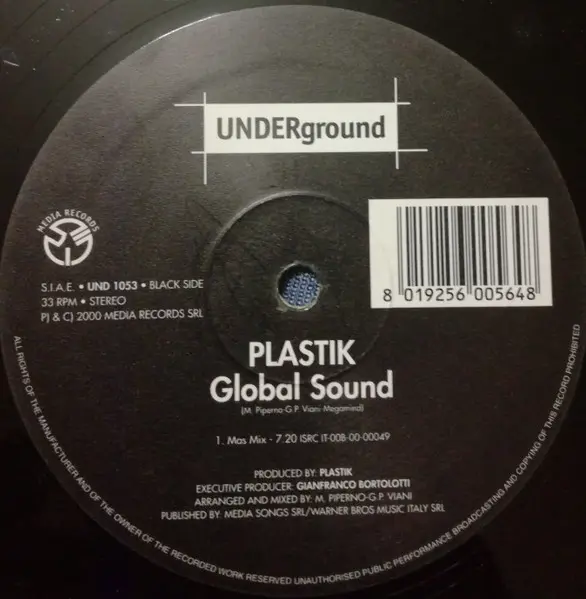 UNDERground
MEDIA RECORDS
S.I.A.E. • UND 1053 • BLACK SIDE
33 RPM • STEREO
P) & C) 2000 MEDIA RECORDS SRL
8 019256 005648
PLASTIK
Global Sound
(M. Piperno-G.P. Viani-Megamind)
1. Mas Mix - 7.20 ISRC IT-00B-00-00049
PRODUCED BY: PLASTIK
EXECUTIVE PRODUCER: GIANFRANCO BORTOLOTTI
ARRANGED AND MIXED BY: M. PIPERNO-G.P. VIANI
PUBLISHED BY: MEDIA SONGS SRL/WARNER BROS MUSIC ITALY SRL
ALL RIGHTS OF THE MANUFACTURER AND OF THE OWNER OF THE RECORDED WORK RESERVED UNAUTHORISED PUBLIC PERFORMANCE BROADCASTING AND COPYING OF THIS RECORD PROHIBITED